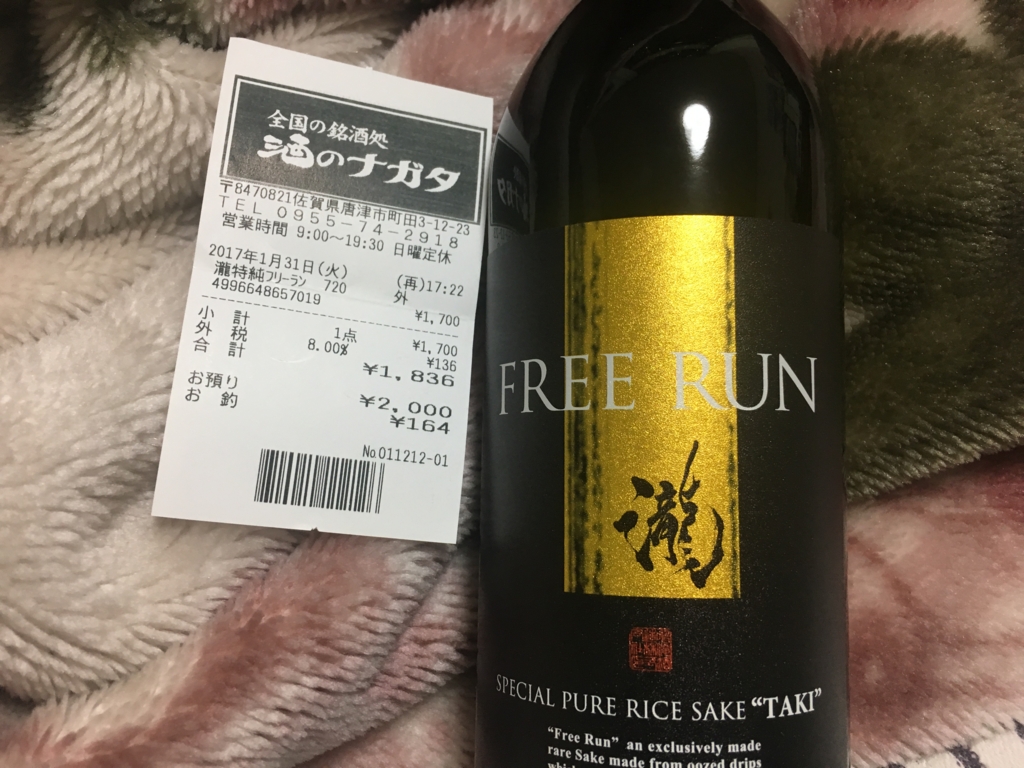 全国の銘酒処
酒のナガタ
〒8470821佐賀県唐津市町田3-12-23
TEL 0955-74-2918
営業時間 9:00～19:30 日曜定休
2017年1月31日(火) (再)17:22
瀧特純フリーラン 720 外
4996648657019 ¥1,700
小 計 1点 ¥1,700
外 税 8.00% ¥136
合 計 ¥1,836
お預り ¥2,000
お 釣 ¥164
No011212-01
FREE RUN
瀧
SPECIAL PURE RICE SAKE "TAKI"
"Free Run" an exclusively made
rare Sake made from oozed drips